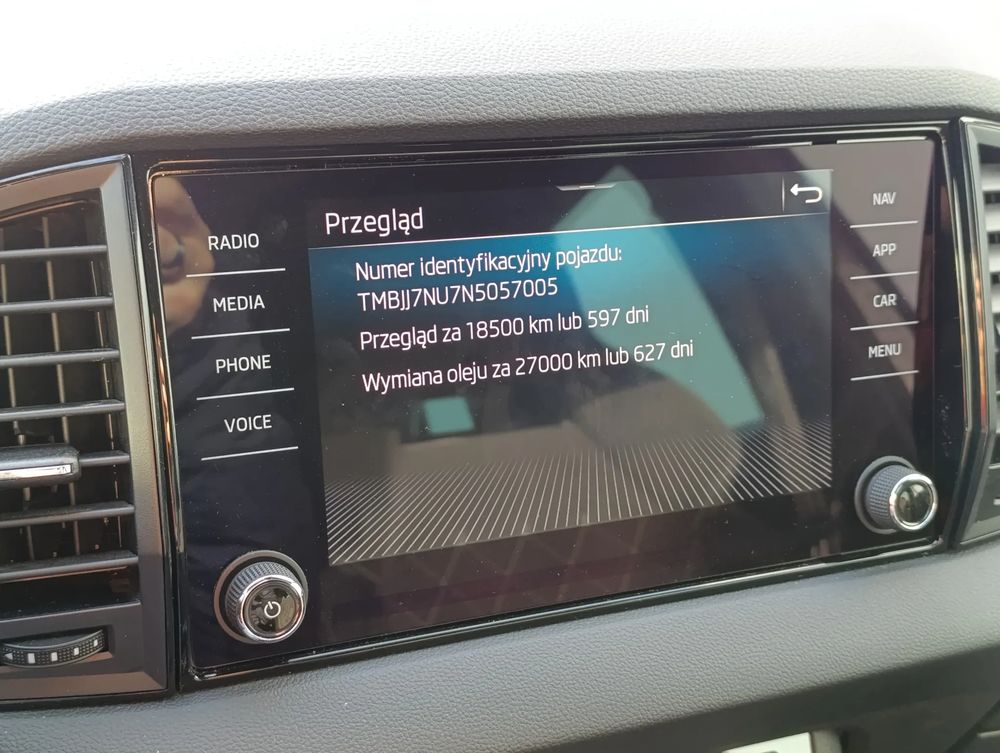 Przegląd
Numer identyfikacyjny pojazdu:
TMBJJ7NU7N5057005
Przegląd za 18500 km lub 597 dni
Wymiana oleju za 27000 km lub 627 dni
RADIO
MEDIA
PHONE
VOICE
NAV
APP
CAR
MENU